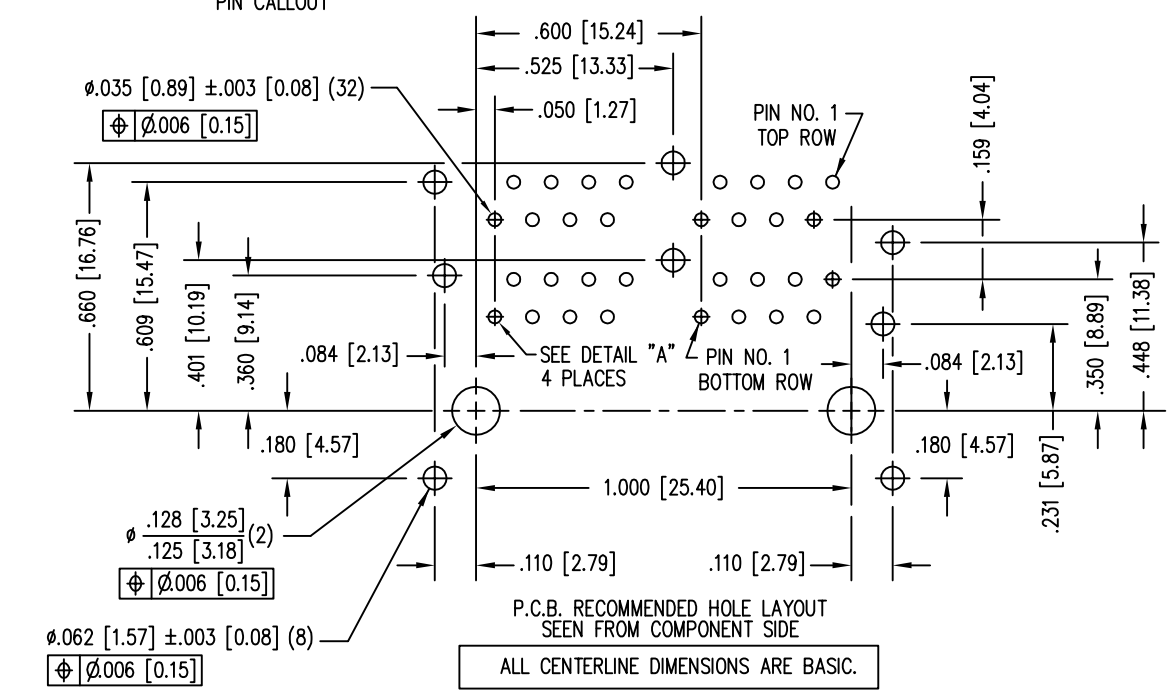 PIN CALLOUT
.600 [15.24]
.525 [13.33]
ø.035 [0.89] ±.003 [0.08] (32)
⌖ Ø.006 [0.15]
.050 [1.27]
PIN NO. 1
TOP ROW
.159 [4.04]
.660 [16.76]
.609 [15.47]
.401 [10.19]
.360 [9.14]
.084 [2.13]
SEE DETAIL "A"
4 PLACES
PIN NO. 1
BOTTOM ROW
.084 [2.13]
.350 [8.89]
.448 [11.38]
.180 [4.57]
.180 [4.57]
.231 [5.87]
1.000 [25.40]
ø .128 [3.25]
.125 [3.18] (2)
⌖ Ø.006 [0.15]
.110 [2.79]
.110 [2.79]
P.C.B. RECOMMENDED HOLE LAYOUT
SEEN FROM COMPONENT SIDE
ø.062 [1.57] ±.003 [0.08] (8)
⌖ Ø.006 [0.15]
ALL CENTERLINE DIMENSIONS ARE BASIC.